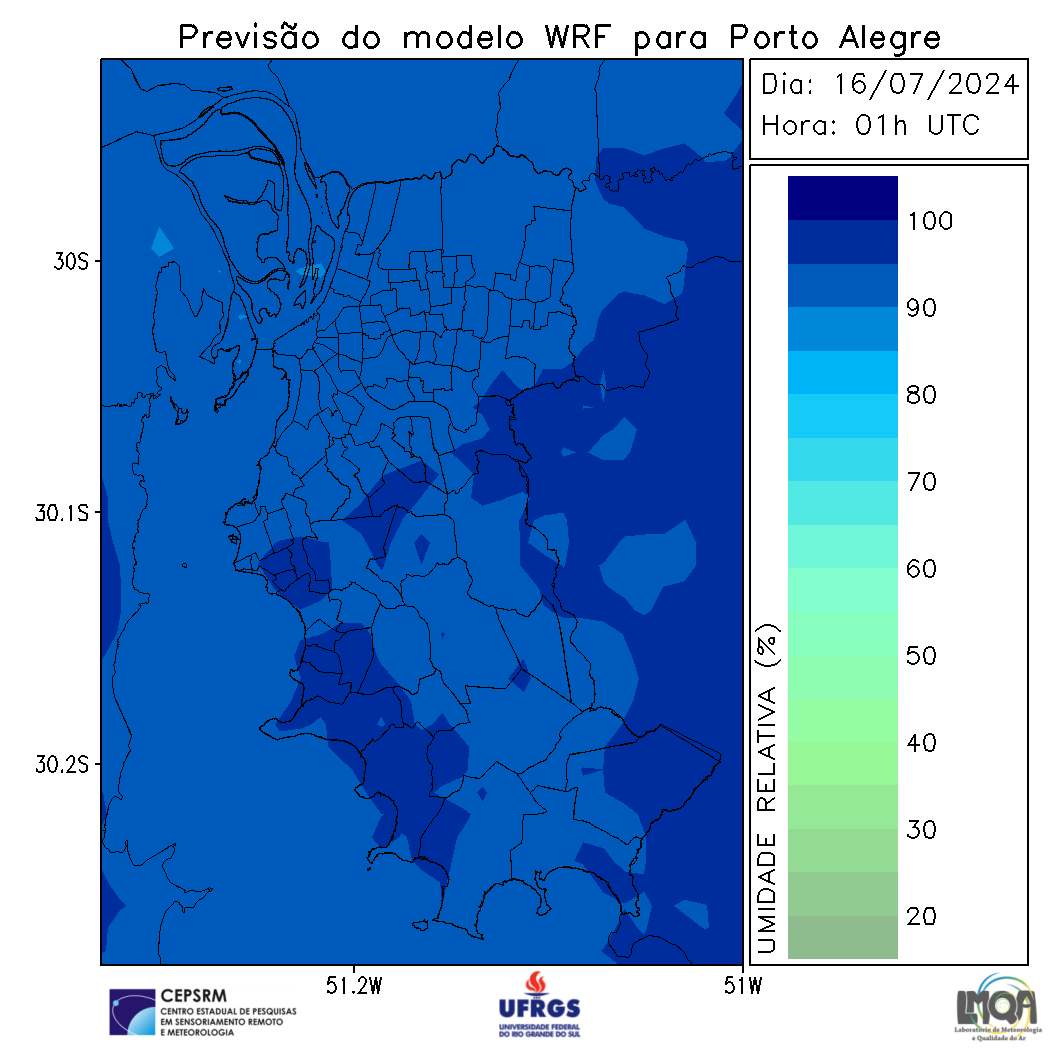 Previsão do modelo WRF para Porto Alegre
Dia: 16/07/2024
Hora: 01h UTC
30S
30.1S
30.2S
51.2W
51W
UMIDADE RELATIVA (%)
100
90
80
70
60
50
40
30
20
CEPSRM
CENTRO ESTADUAL DE PESQUISAS
EM SENSORIAMENTO REMOTO
E METEOROLOGIA
UFRGS
UNIVERSIDADE FEDERAL
DO RIO GRANDE DO SUL
LMQA
Laboratório de Meteorologia
e Qualidade do Ar